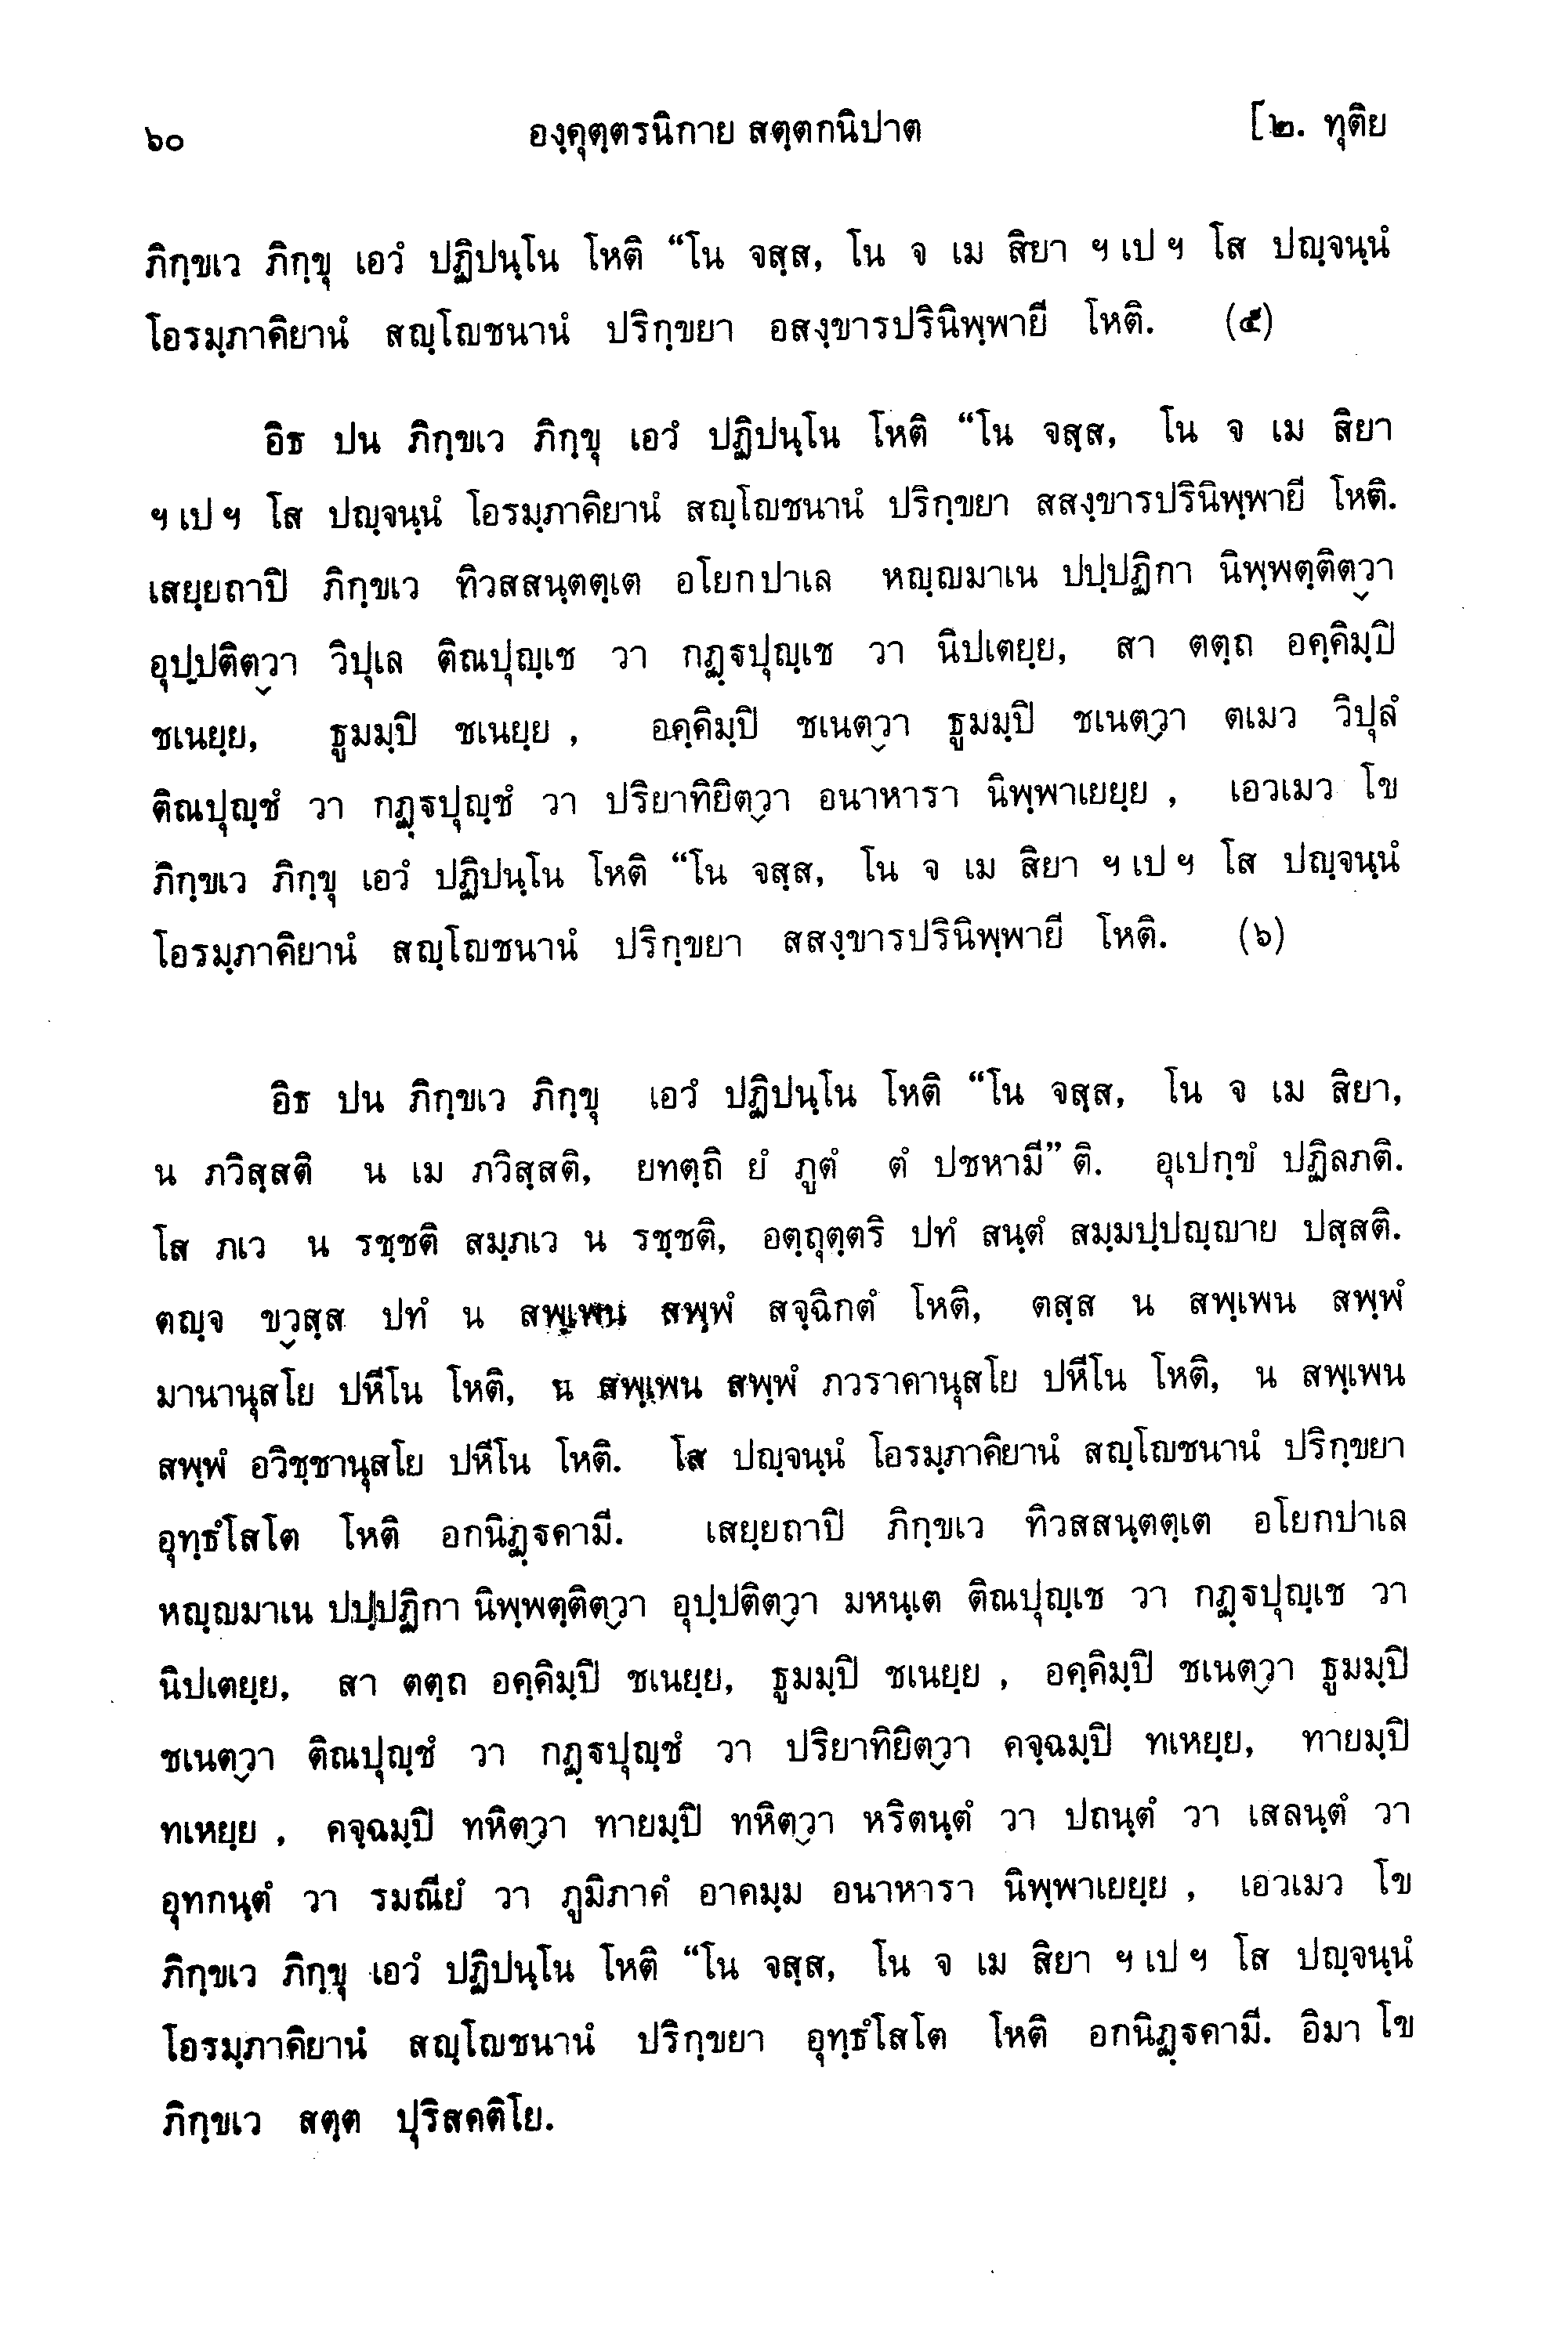 ๖๐ องฺคุตฺตรนิกาย สตฺตกนิปาต [๒. ทุติย
ภิกฺขเว ภิกฺขุ เอวํ ปฏิปนฺโน โหติ “โน จสฺส, โน จ เม สิยา ฯ เป ฯ โส ปญฺจนฺนํ
โอรมฺภาคิยานํ สญฺโญชนานํ ปริกฺขยา อสงฺขารปรินิพฺพายี โหติ. (๕)
อิธ ปน ภิกฺขเว ภิกฺขุ เอวํ ปฏิปนฺโน โหติ “โน จสฺส, โน จ เม สิยา
ฯ เป ฯ โส ปญฺจนฺนํ โอรมฺภาคิยานํ สญฺโญชนานํ ปริกฺขยา สสงฺขารปรินิพฺพายี โหติ.
เสยฺยถาปิ ภิกฺขเว ทิวสสนฺตตฺเต อโยกปาเล หญฺญมาเน ปปฺปฏิกา นิพฺพตฺติตฺวา
อุปฺปติตฺวา วิปุเล ติณปุญฺเช วา กฏฺฐปุญฺเช วา นิปเตยฺย, สา ตตฺถ อคฺคิมฺปิ
ชเนยฺย, ธูมมฺปิ ชเนยฺย, อคฺคิมฺปิ ชเนตฺวา ธูมมฺปิ ชเนตฺวา ตเมว วิปุลํ
ติณปุญฺชํ วา กฏฺฐปุญฺชํ วา ปริยาทิยิตฺวา อนาหารา นิพฺพาเยยฺย, เอวเมว โข
ภิกฺขเว ภิกฺขุ เอวํ ปฏิปนฺโน โหติ “โน จสฺส, โน จ เม สิยา ฯ เป ฯ โส ปญฺจนฺนํ
โอรมฺภาคิยานํ สญฺโญชนานํ ปริกฺขยา สสงฺขารปรินิพฺพายี โหติ. (๖)
อิธ ปน ภิกฺขเว ภิกฺขุ เอวํ ปฏิปนฺโน โหติ “โน จสฺส, โน จ เม สิยา,
น ภวิสฺสติ น เม ภวิสฺสติ, ยทตฺถิ ยํ ภูตํ ตํ ปชหามี” ติ. อุเปกฺขํ ปฏิลภติ.
โส ภเว น รชฺชติ สมฺภเว น รชฺชติ, อตฺถุตฺตริ ปทํ สนฺตํ สมฺมปฺปญฺญาย ปสฺสติ.
ตญฺจ ขฺวสฺส ปทํ น สพฺเพน สพฺพํ สจฺฉิกตํ โหติ, ตสฺส น สพฺเพน สพฺพํ
มานานุสโย ปหีโน โหติ, น สพฺเพน สพฺพํ ภวราคานุสโย ปหีโน โหติ, น สพฺเพน
สพฺพํ อวิชฺชานุสโย ปหีโน โหติ. โส ปญฺจนฺนํ โอรมฺภาคิยานํ สญฺโญชนานํ ปริกฺขยา
อุทฺธํโสโต โหติ อกนิฏฺฐคามี. เสยฺยถาปิ ภิกฺขเว ทิวสสนฺตตฺเต อโยกปาเล
หญฺญมาเน ปปฺปฏิกา นิพฺพตฺติตฺวา อุปฺปติตฺวา มหนฺเต ติณปุญฺเช วา กฏฺฐปุญฺเช วา
นิปเตยฺย, สา ตตฺถ อคฺคิมฺปิ ชเนยฺย, ธูมมฺปิ ชเนยฺย, อคฺคิมฺปิ ชเนตฺวา ธูมมฺปิ
ชเนตฺวา ติณปุญฺชํ วา กฏฺฐปุญฺชํ วา ปริยาทิยิตฺวา คจฺฉมฺปิ ทเหยฺย, ทายมฺปิ
ทเหยฺย, คจฺฉมฺปิ ทหิตฺวา ทายมฺปิ ทหิตฺวา หริตนฺตํ วา ปถนฺตํ วา เสลนฺตํ วา
อุทกนฺตํ วา รมณียํ วา ภูมิภาคํ อาคมฺม อนาหารา นิพฺพาเยยฺย, เอวเมว โข
ภิกฺขเว ภิกฺขุ เอวํ ปฏิปนฺโน โหติ “โน จสฺส, โน จ เม สิยา ฯ เป ฯ โส ปญฺจนฺนํ
โอรมฺภาคิยานํ สญฺโญชนานํ ปริกฺขยา อุทฺธํโสโต โหติ อกนิฏฺฐคามี. อิมา โข
ภิกฺขเว สตฺต ปุริสคติโย.